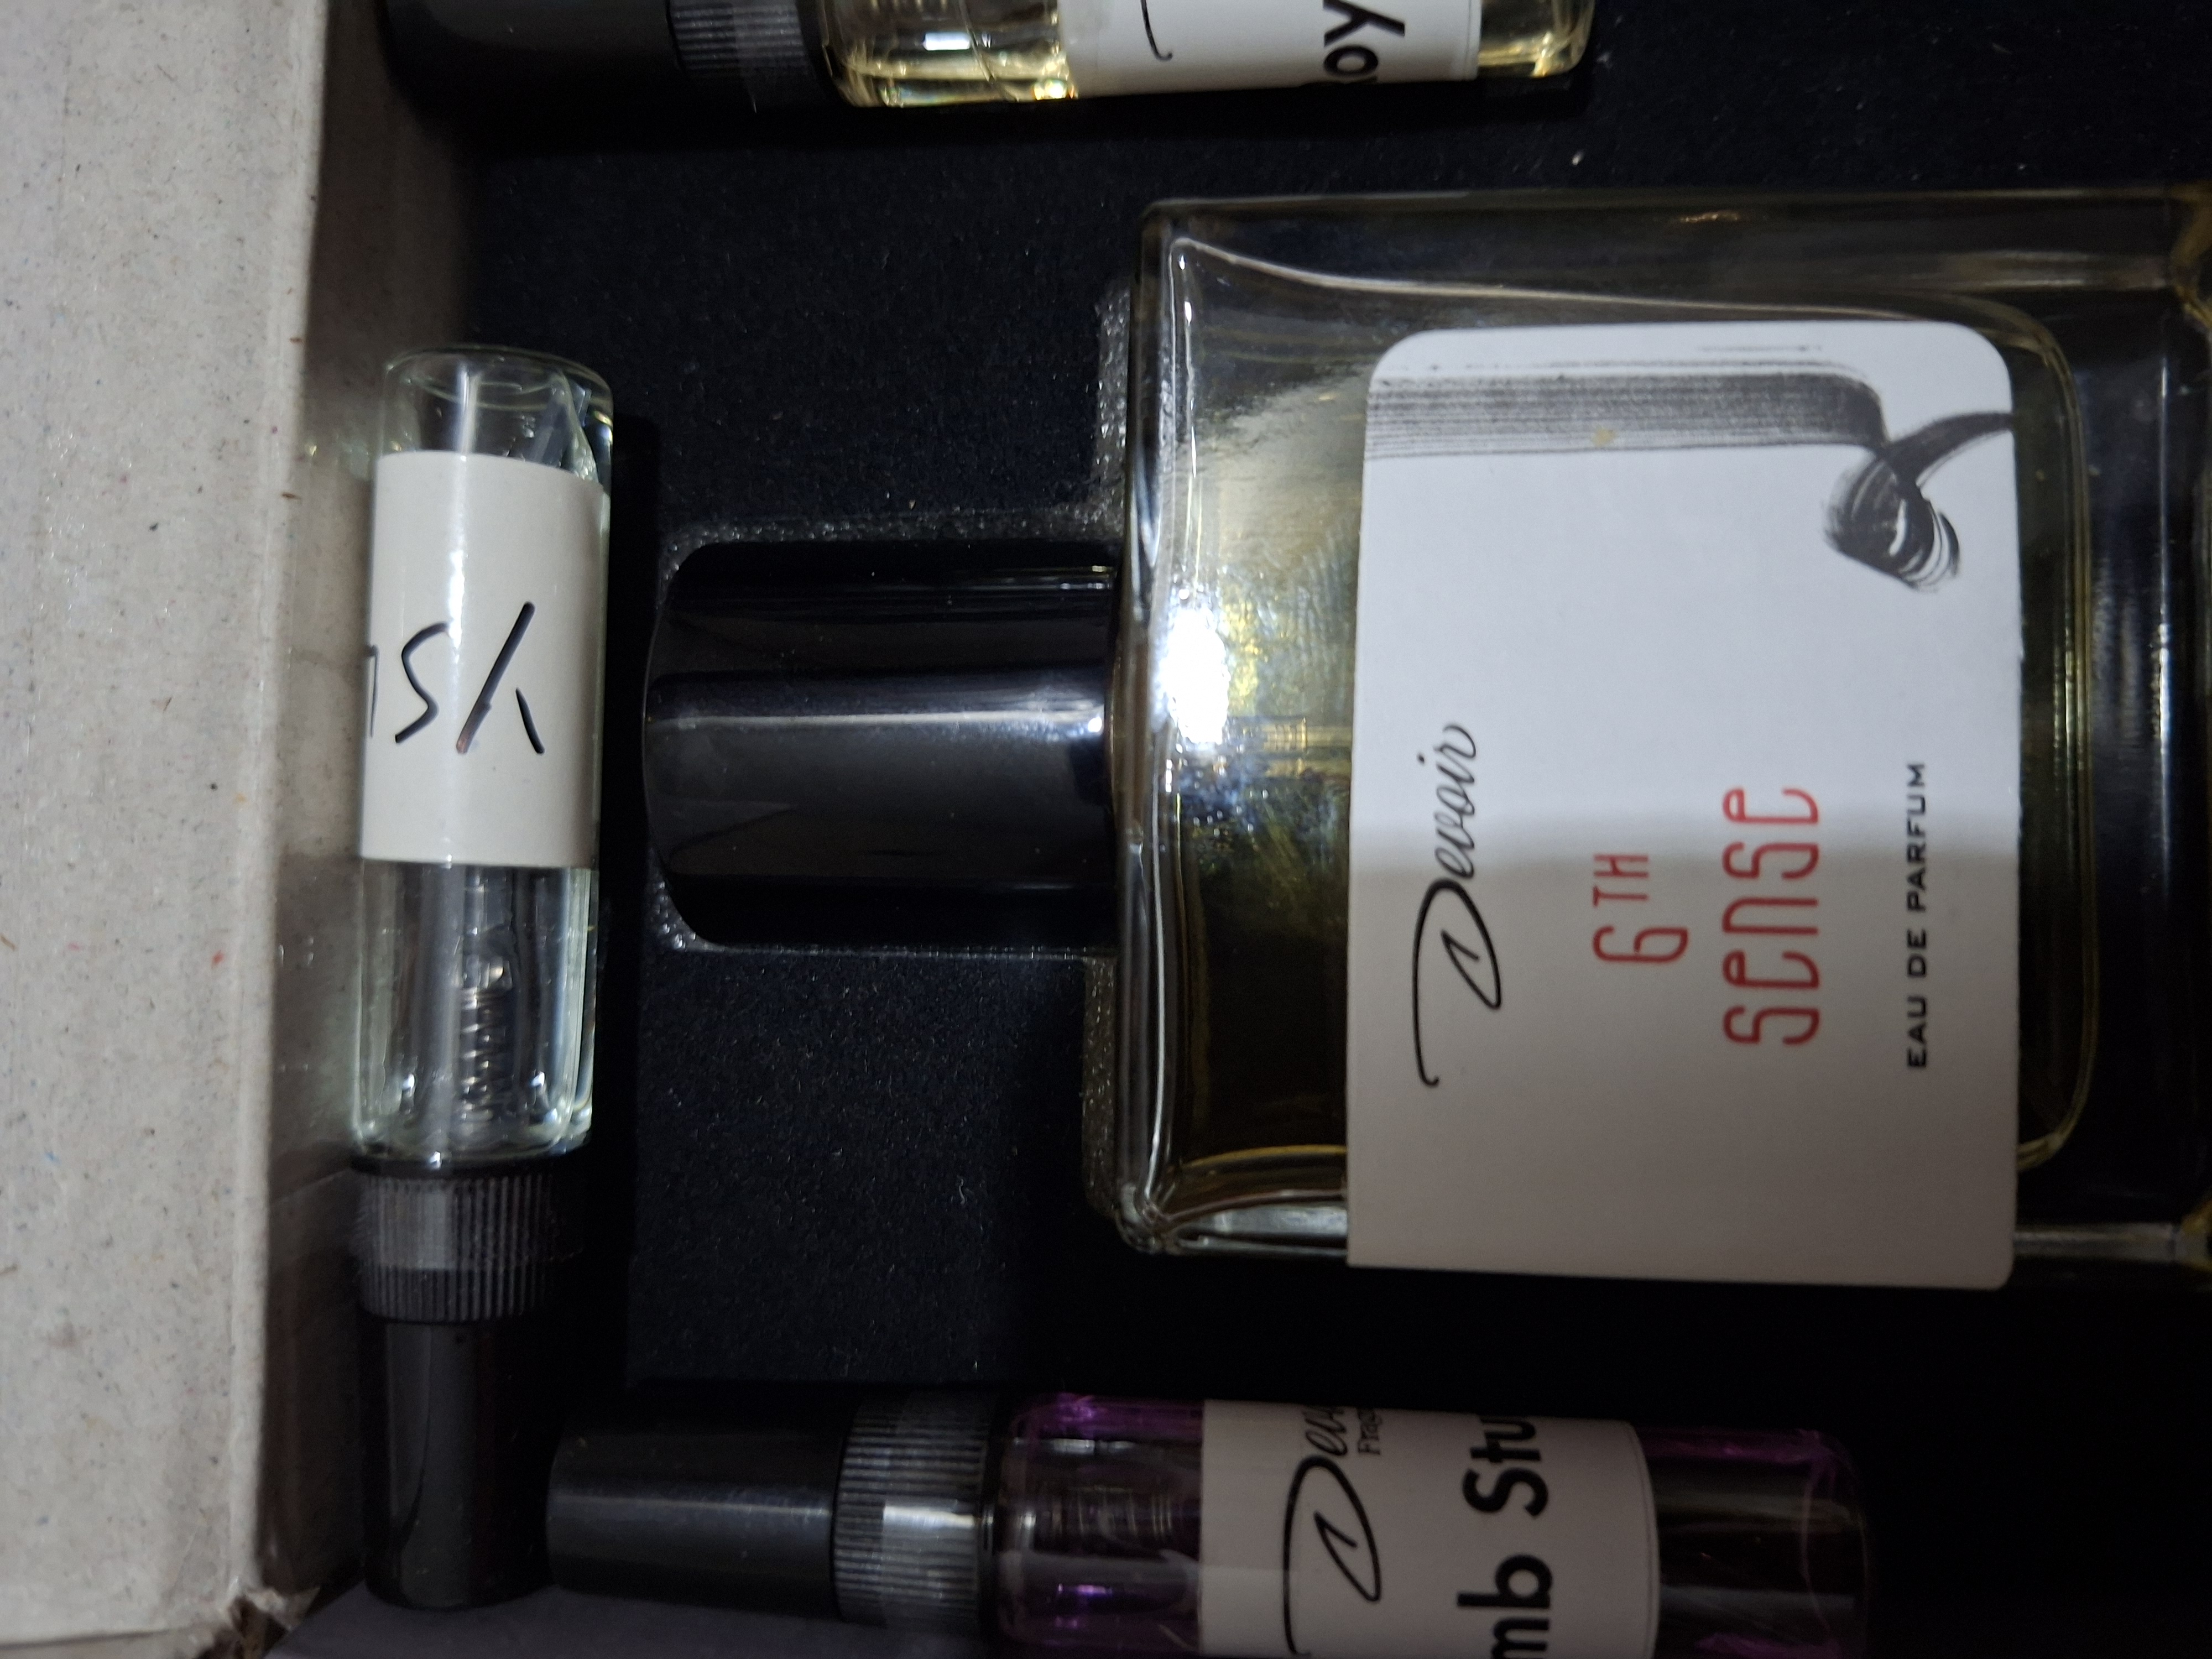 Devoir
6TH
SENSE
EAU DE PARFUM
mb Stu
oy
YSL